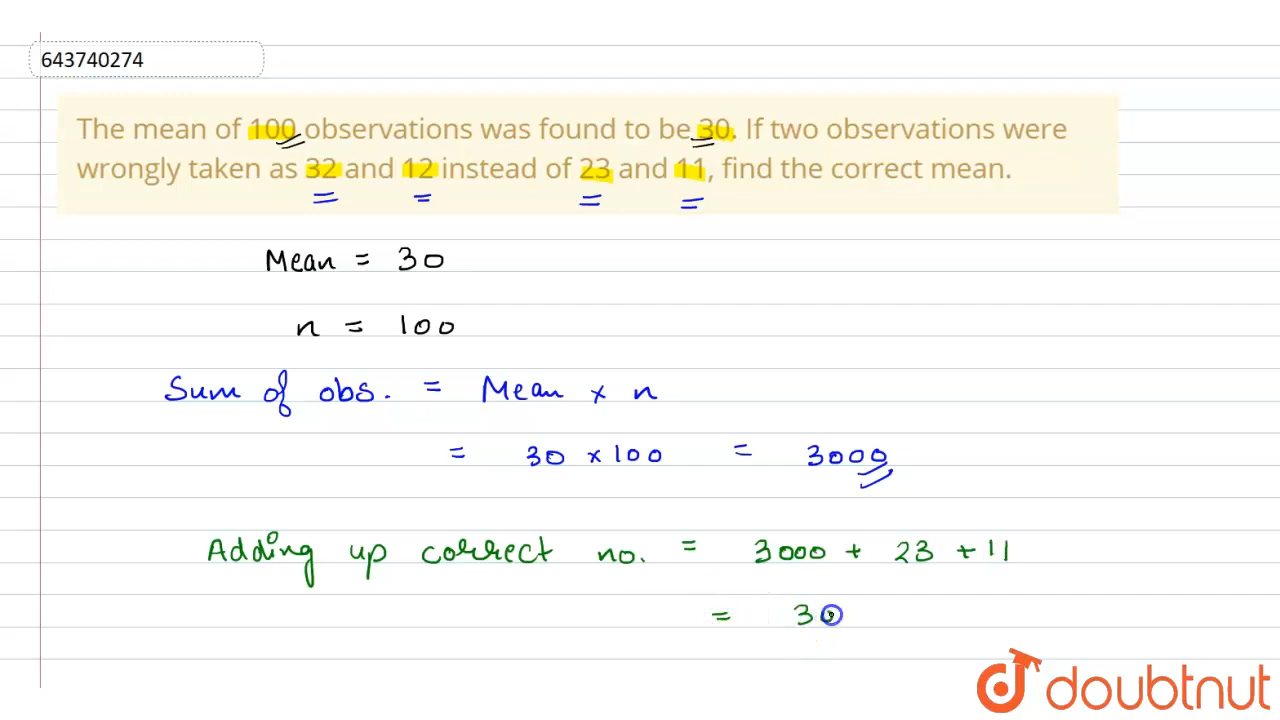 643740274
The mean of 100 observations was found to be 30. If two observations were
wrongly taken as 32 and 12 instead of 23 and 11, find the correct mean.
Mean = 30
n = 100
Sum of obs. = Mean × n
= 30 × 100 = 3000
Adding up correct no. = 3000 + 23 + 11
= 30
doubtnut